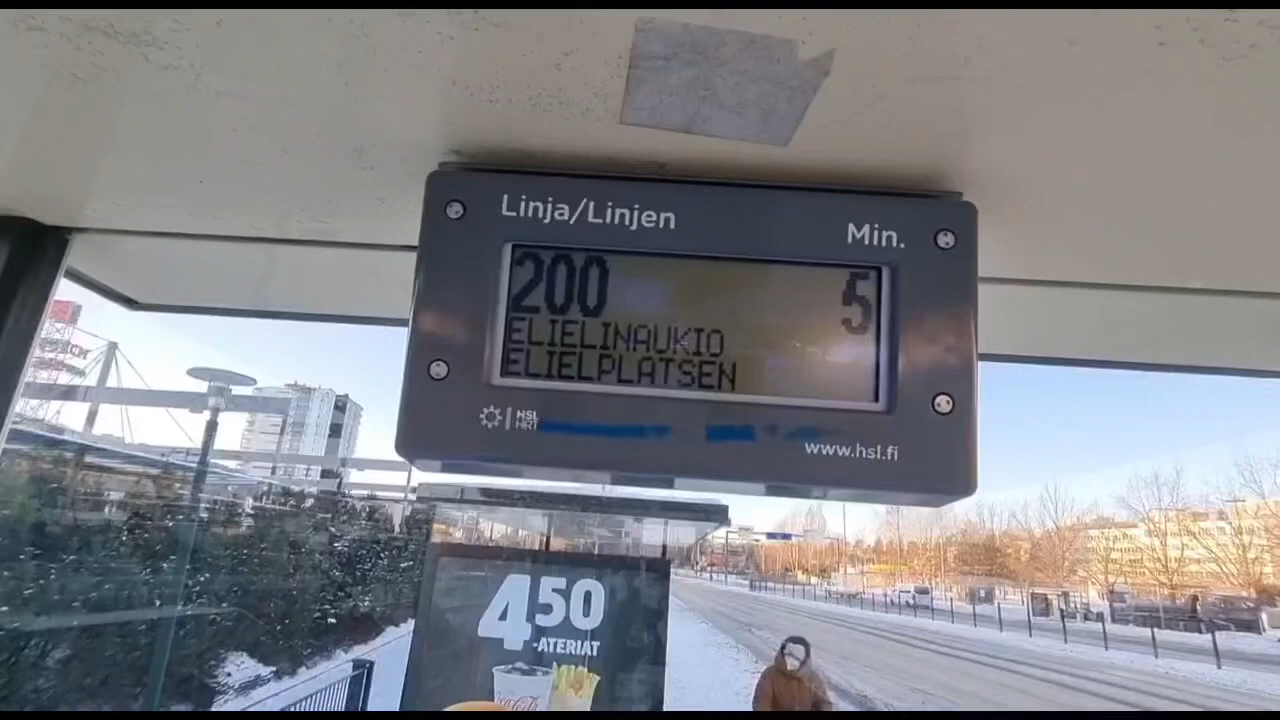 Linja/Linjen
Min.
200 5
ELIELINAUKIO
ELIELPLATSEN
HSL
HRT
www.hsl.fi
4 50
-ATERIAT